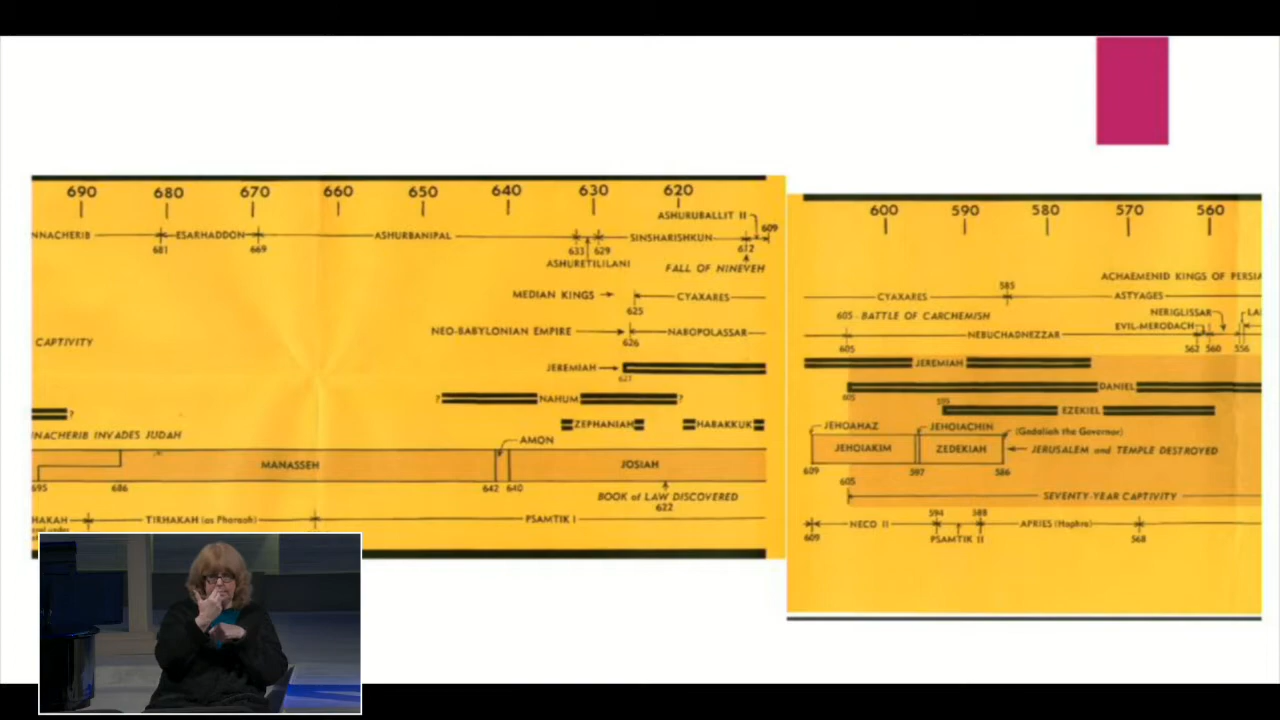 690 680 670 660 650 640 630 620
ASHURUBALLIT II
609
NNACHERIB ESARHADDON ASHURBANIPAL SINSHARISHKUN
681 669 633 629 612
ASHURETILILANI FALL OF NINEVEH
MEDIAN KINGS CYAXARES
625
NEO-BABYLONIAN EMPIRE NABOPOLASSAR
626
CAPTIVITY
JEREMIAH
627
? NAHUM ?
?
ZEPHANIAH HABAKKUK
NACHERIB INVADES JUDAH
AMON
MANASSEH JOSIAH
695 686 642 640
BOOK of LAW DISCOVERED
622
HAKAH TIRHAKAH (as Pharaoh) PSAMTIK I
600 590 580 570 560
ACHAEMENID KINGS OF PERSIA
585
CYAXARES ASTYAGES
605 - BATTLE OF CARCHEMISH NERIGLISSAR LA
EVIL-MERODACH
NEBUCHADNEZZAR
605 562 560 556
JEREMIAH
DANIEL
605 593
EZEKIEL
JEHOAHAZ JEHOIACHIN (Gedaliah the Governor)
JEHOIAKIM ZEDEKIAH JERUSALEM and TEMPLE DESTROYED
609 597 586
605
SEVENTY-YEAR CAPTIVITY
594 588
NECO II APRIES (Hophra)
609 PSAMTIK II 568